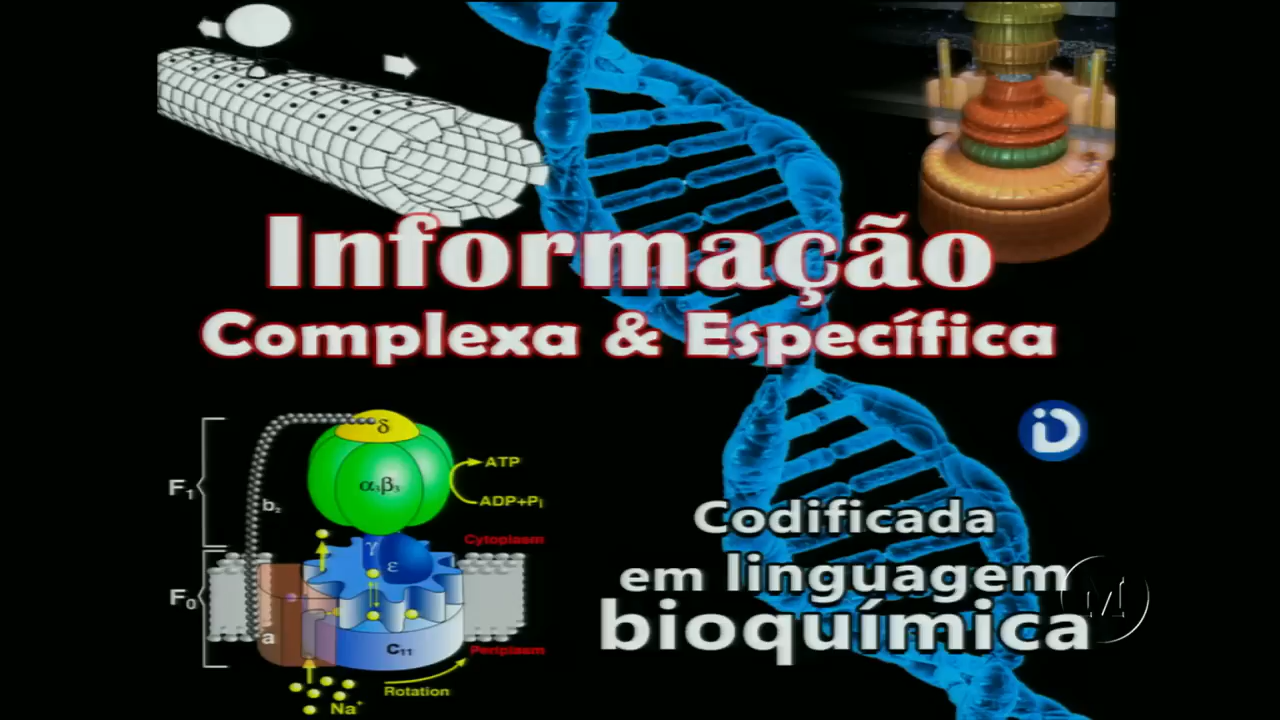 Informação
Complexa & Específica
δ
ATP
F1
α3β3
ADP+Pi
b2
Cytoplasm
γ
ε
F0
a
C11
Periplasm
Rotation
Na+
iD
Codificada
em linguagem
bioquímica
M